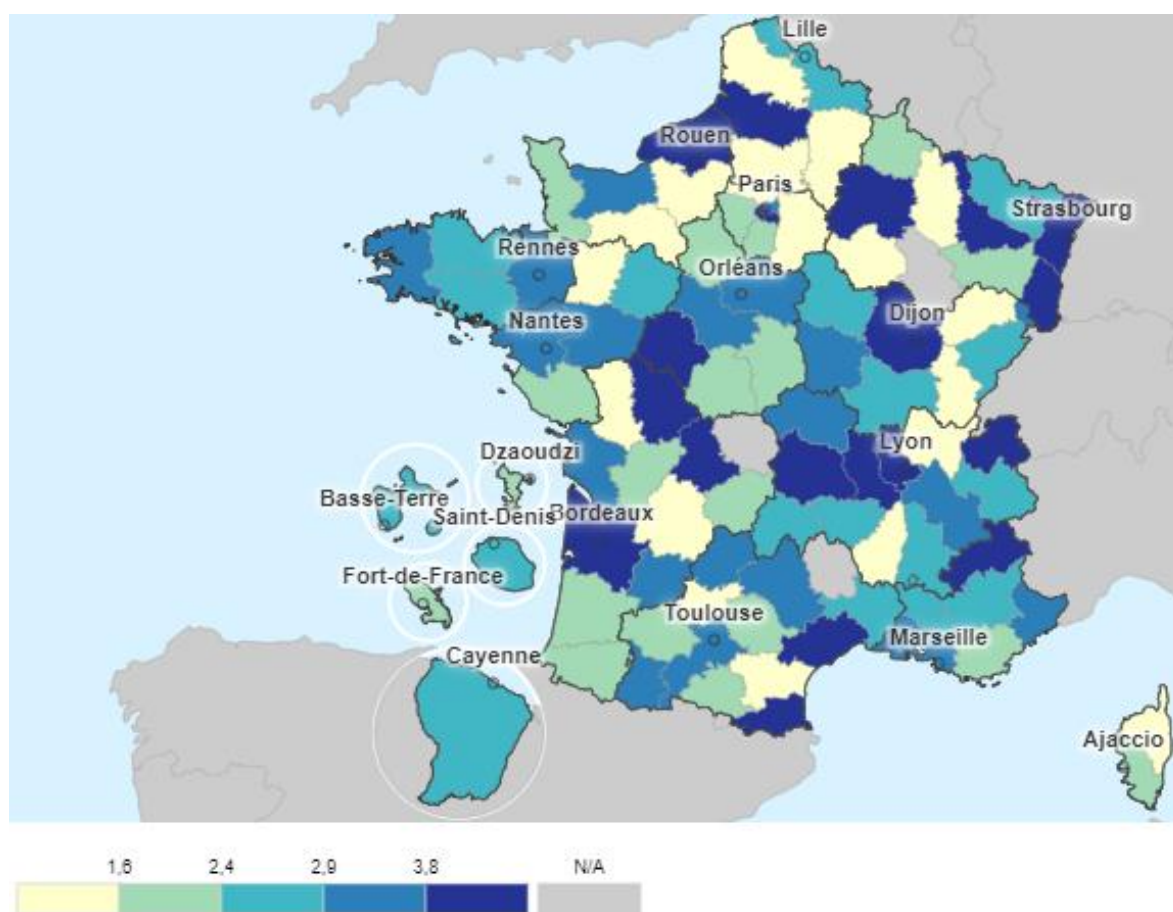 Lille
Rouen
Paris
Strasbourg
Rennes
Orléans
Nantes
Dijon
Lyon
Dzaoudzi
Basse-Terre
Saint-Denis
Bordeaux
Fort-de-France
Toulouse
Marseille
Cayenne
Ajaccio
1,6 2,4 2,9 3,8 N/A